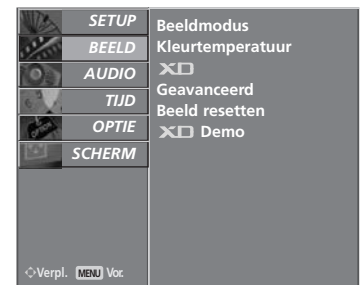 SETUP
BEELD
AUDIO
TIJD
OPTIE
SCHERM
Verpl. MENU Vor.
Beeldmodus
Kleurtemperatuur
XD
Geavanceerd
Beeld resetten
XD Demo